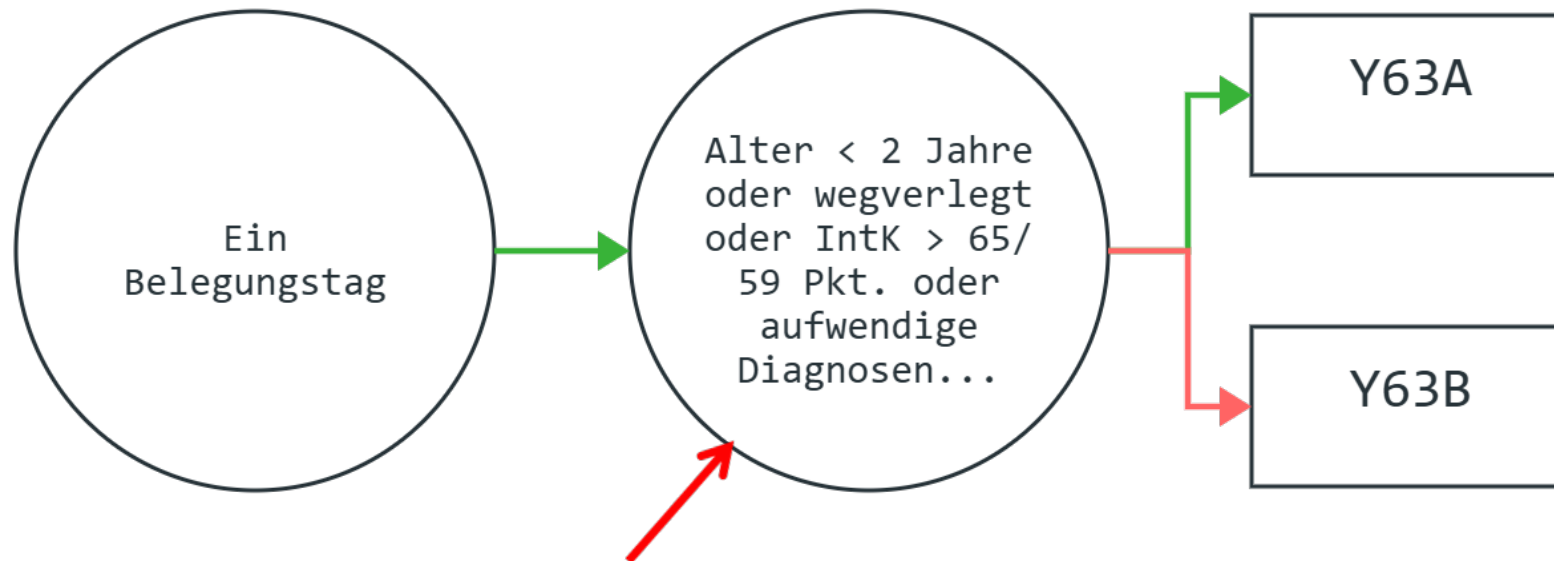 Ein
Belegungstag
Alter < 2 Jahre
oder wegverlegt
oder IntK > 65/
59 Pkt. oder
aufwendige
Diagnosen...
Y63A
Y63B